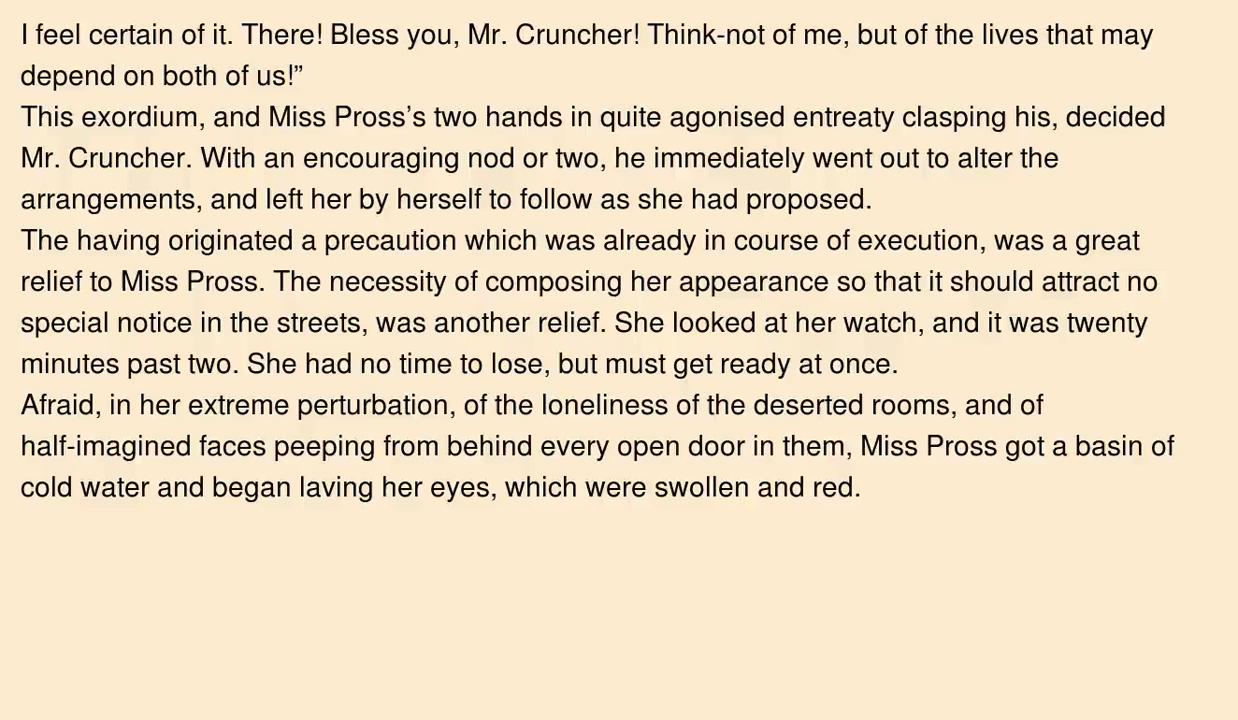 I feel certain of it. There! Bless you, Mr. Cruncher! Think-not of me, but of the lives that may
depend on both of us!”
This exordium, and Miss Pross’s two hands in quite agonised entreaty clasping his, decided
Mr. Cruncher. With an encouraging nod or two, he immediately went out to alter the
arrangements, and left her by herself to follow as she had proposed.
The having originated a precaution which was already in course of execution, was a great
relief to Miss Pross. The necessity of composing her appearance so that it should attract no
special notice in the streets, was another relief. She looked at her watch, and it was twenty
minutes past two. She had no time to lose, but must get ready at once.
Afraid, in her extreme perturbation, of the loneliness of the deserted rooms, and of
half-imagined faces peeping from behind every open door in them, Miss Pross got a basin of
cold water and began laving her eyes, which were swollen and red.